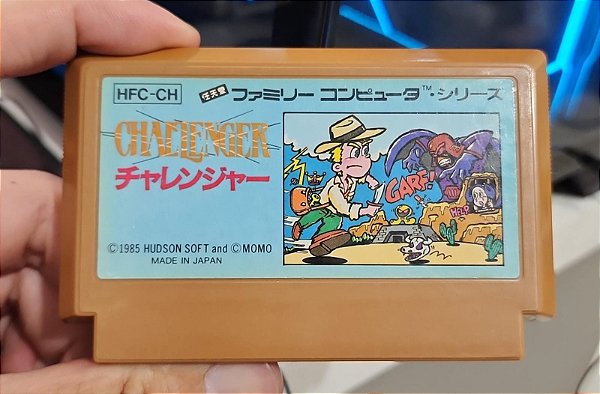 HFC-CH
任天堂 ファミリー コンピュータ™・シリーズ
CHALLENGER
チャレンジャー
GARF!
HELP
©1985 HUDSON SOFT and ©MOMO
MADE IN JAPAN